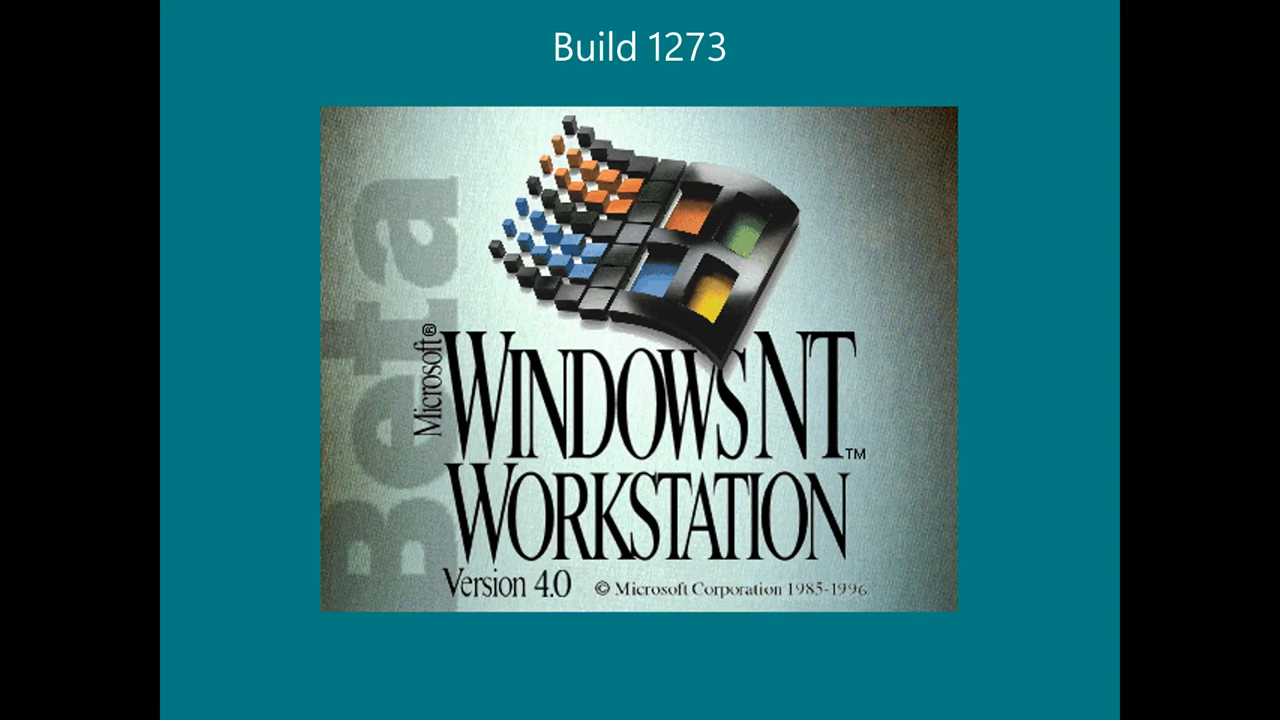 Build 1273
Beta
Microsoft®
WINDOWS NT™
WORKSTATION
Version 4.0 © Microsoft Corporation 1985-1996